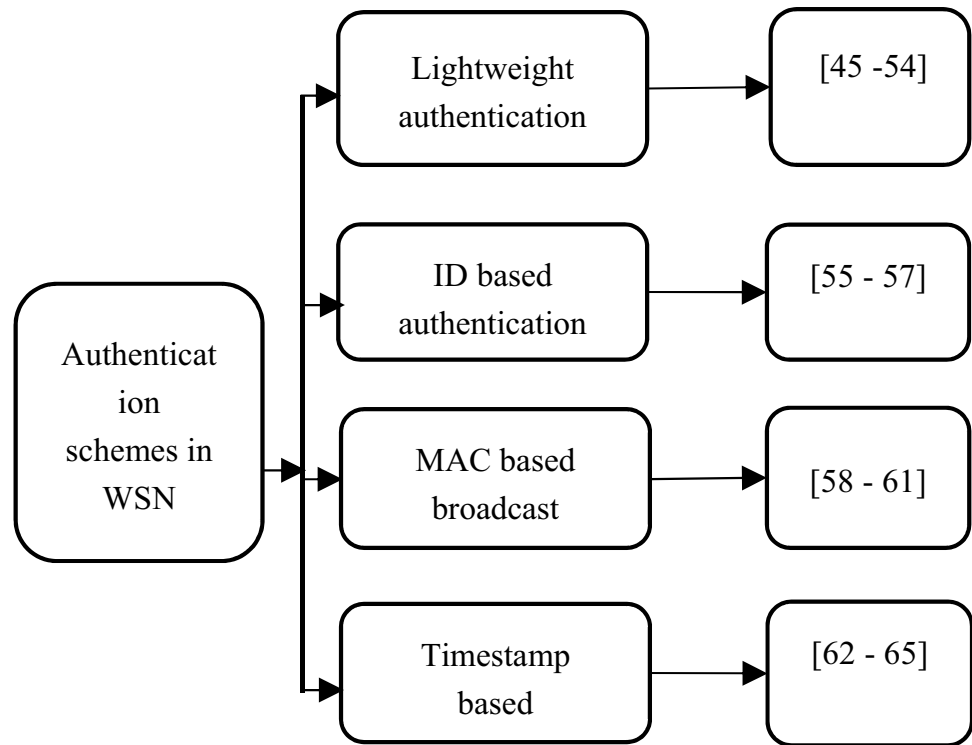 Authenticat
ion
schemes in
WSN
Lightweight
authentication
[45 -54]
ID based
authentication
[55 - 57]
MAC based
broadcast
[58 - 61]
Timestamp
based
[62 - 65]